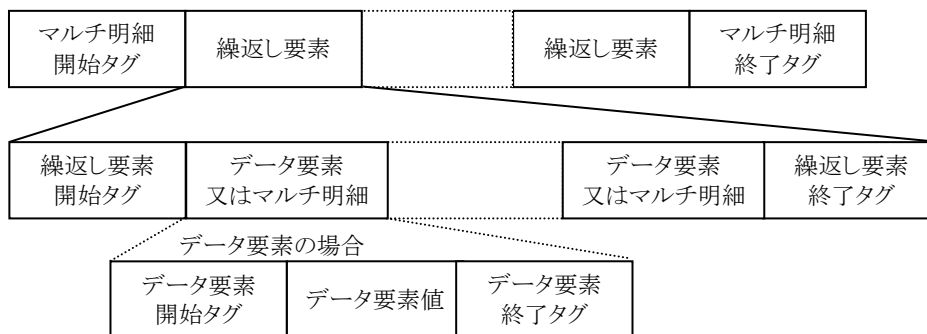 マルチ明細
開始タグ
繰返し要素
繰返し要素
マルチ明細
終了タグ
繰返し要素
開始タグ
データ要素
又はマルチ明細
データ要素
又はマルチ明細
繰返し要素
終了タグ
データ要素の場合
データ要素
開始タグ
データ要素値
データ要素
終了タグ